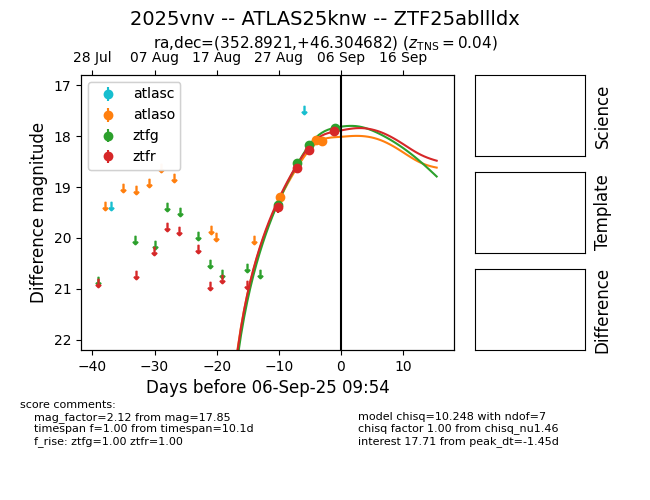 2025vnv -- ATLAS25knw -- ZTF25abllldx
ra,dec=(352.8921,+46.304682) (z_TNS = 0.04)
28 Jul 07 Aug 17 Aug 27 Aug 06 Sep 16 Sep
17
18
19
20
21
22
Difference magnitude
atlasc
atlaso
ztfg
ztfr
−40 −30 −20 −10 0 10
Days before 06-Sep-25 09:54
Science
Template
Difference
score comments:
mag_factor=2.12 from mag=17.85
timespan f=1.00 from timespan=10.1d
f_rise: ztfg=1.00 ztfr=1.00
model chisq=10.248 with ndof=7
chisq factor 1.00 from chisq_nu1.46
interest 17.71 from peak_dt=-1.45d